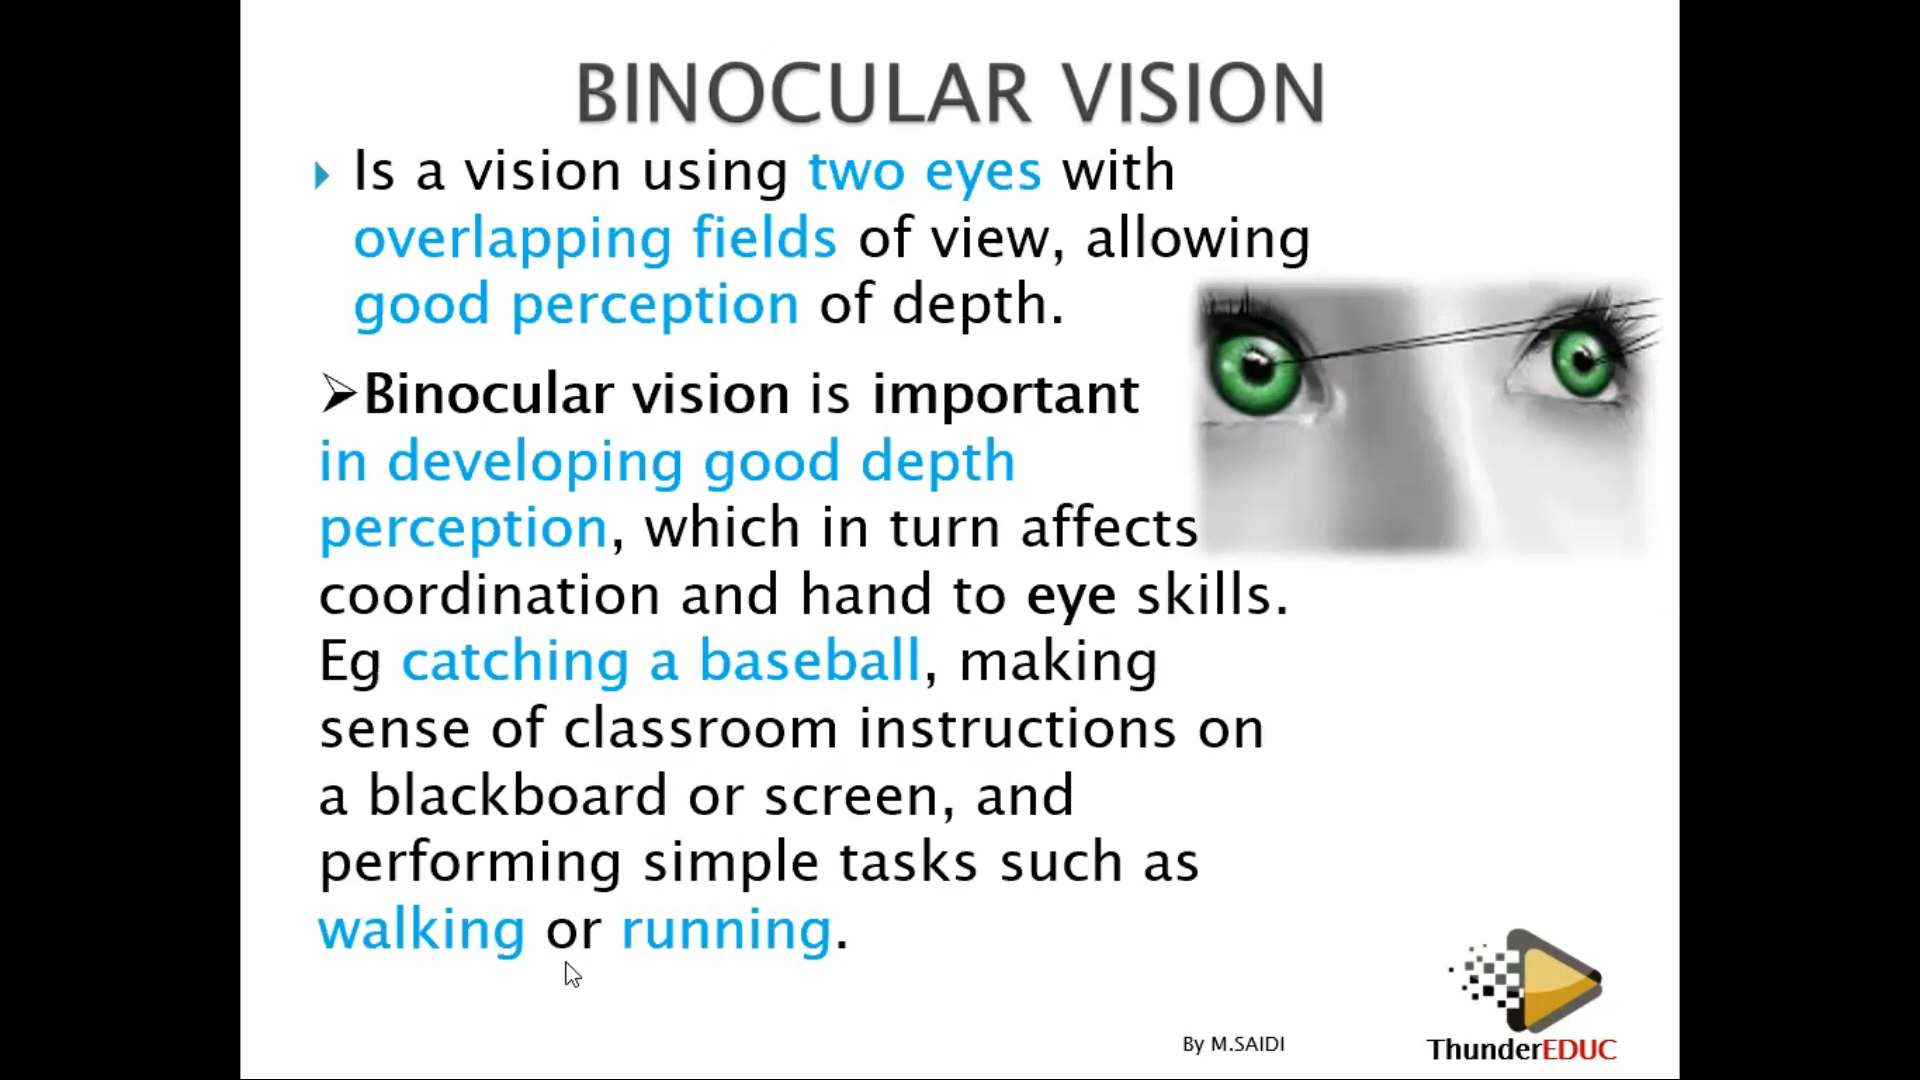 BINOCULAR VISION
Is a vision using two eyes with
overlapping fields of view, allowing
good perception of depth.
➢Binocular vision is important
in developing good depth
perception, which in turn affects
coordination and hand to eye skills.
Eg catching a baseball, making
sense of classroom instructions on
a blackboard or screen, and
performing simple tasks such as
walking or running.
By M.SAIDI
ThunderEDUC